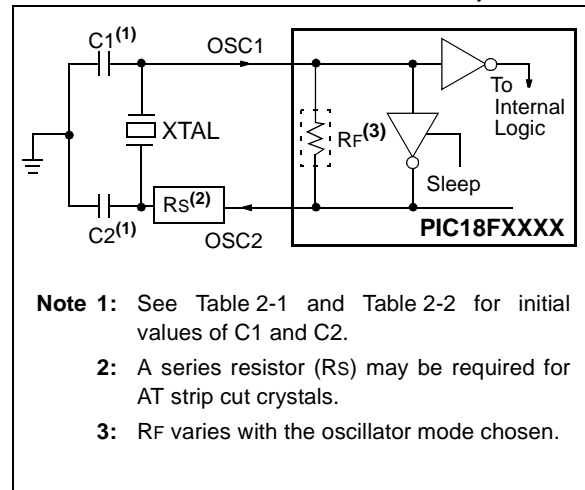 C1(1)
OSC1
To
Internal
Logic
XTAL
RF(3)
Sleep
RS(2)
C2(1)
OSC2
PIC18FXXXX
Note 1: See Table 2-1 and Table 2-2 for initial
values of C1 and C2.
2: A series resistor (RS) may be required for
AT strip cut crystals.
3: RF varies with the oscillator mode chosen.